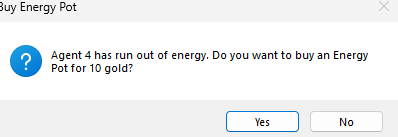 Buy Energy Pot
Agent 4 has run out of energy. Do you want to buy an Energy
Pot for 10 gold?
Yes
No